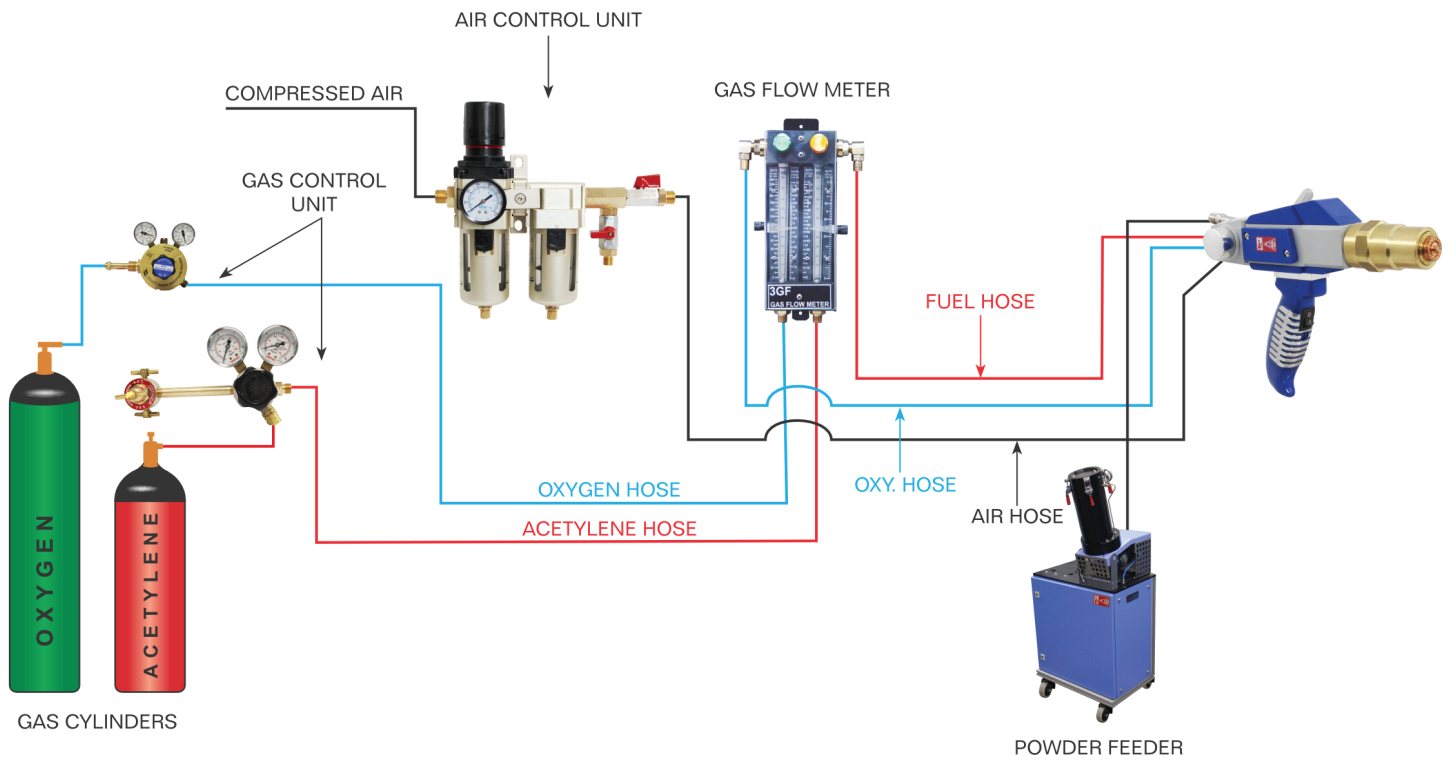 AIR CONTROL UNIT
COMPRESSED AIR
GAS FLOW METER
GAS CONTROL
UNIT
3GF
GAS FLOW METER
FUEL HOSE
OXYGEN HOSE
OXY. HOSE
ACETYLENE HOSE
AIR HOSE
OXYGEN
ACETYLENE
GAS CYLINDERS
POWDER FEEDER